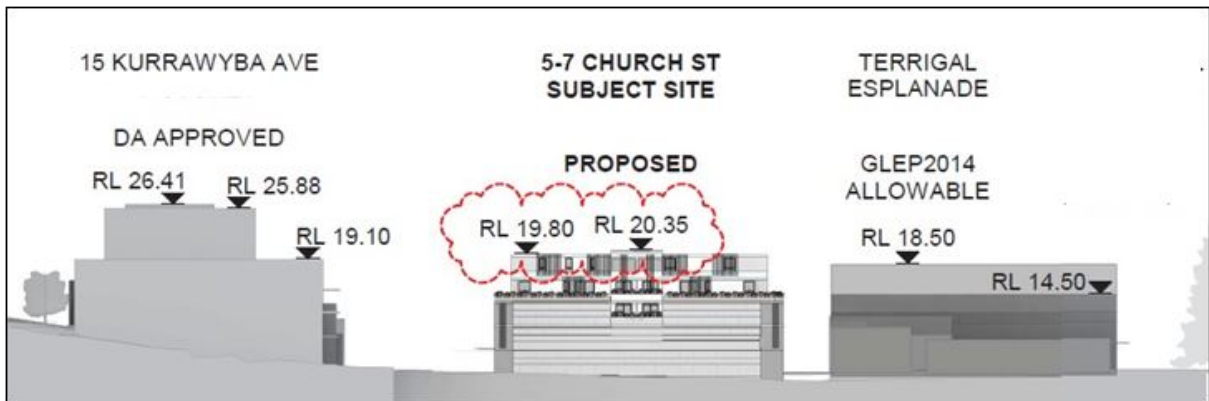 15 KURRAWYBA AVE
DA APPROVED
RL 26.41
RL 25.88
RL 19.10
5-7 CHURCH ST
SUBJECT SITE
PROPOSED
RL 19.80
RL 20.35
TERRIGAL
ESPLANADE
GLEP2014
ALLOWABLE
RL 18.50
RL 14.50